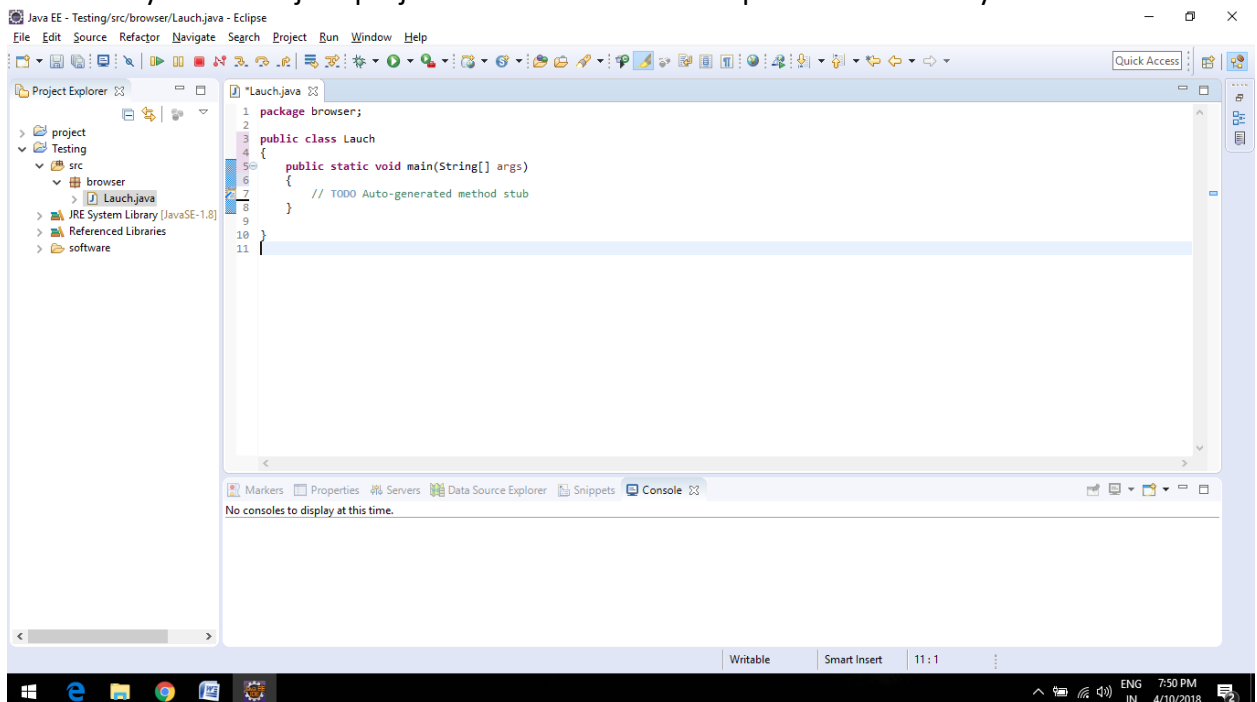 Java EE - Testing/src/browser/Lauch.java - Eclipse
File Edit Source Refactor Navigate Search Project Run Window Help
Quick Access
Project Explorer
*Lauch.java
project
Testing
src
browser
Lauch.java
JRE System Library [JavaSE-1.8]
Referenced Libraries
software
1 package browser;
2
3 public class Lauch
4 {
5 public static void main(String[] args)
6 {
7 // TODO Auto-generated method stub
8 }
9
10 }
11
Markers Properties Servers Data Source Explorer Snippets Console
No consoles to display at this time.
Writable Smart Insert 11 : 1
ENG 7:50 PM
IN 4/10/2018